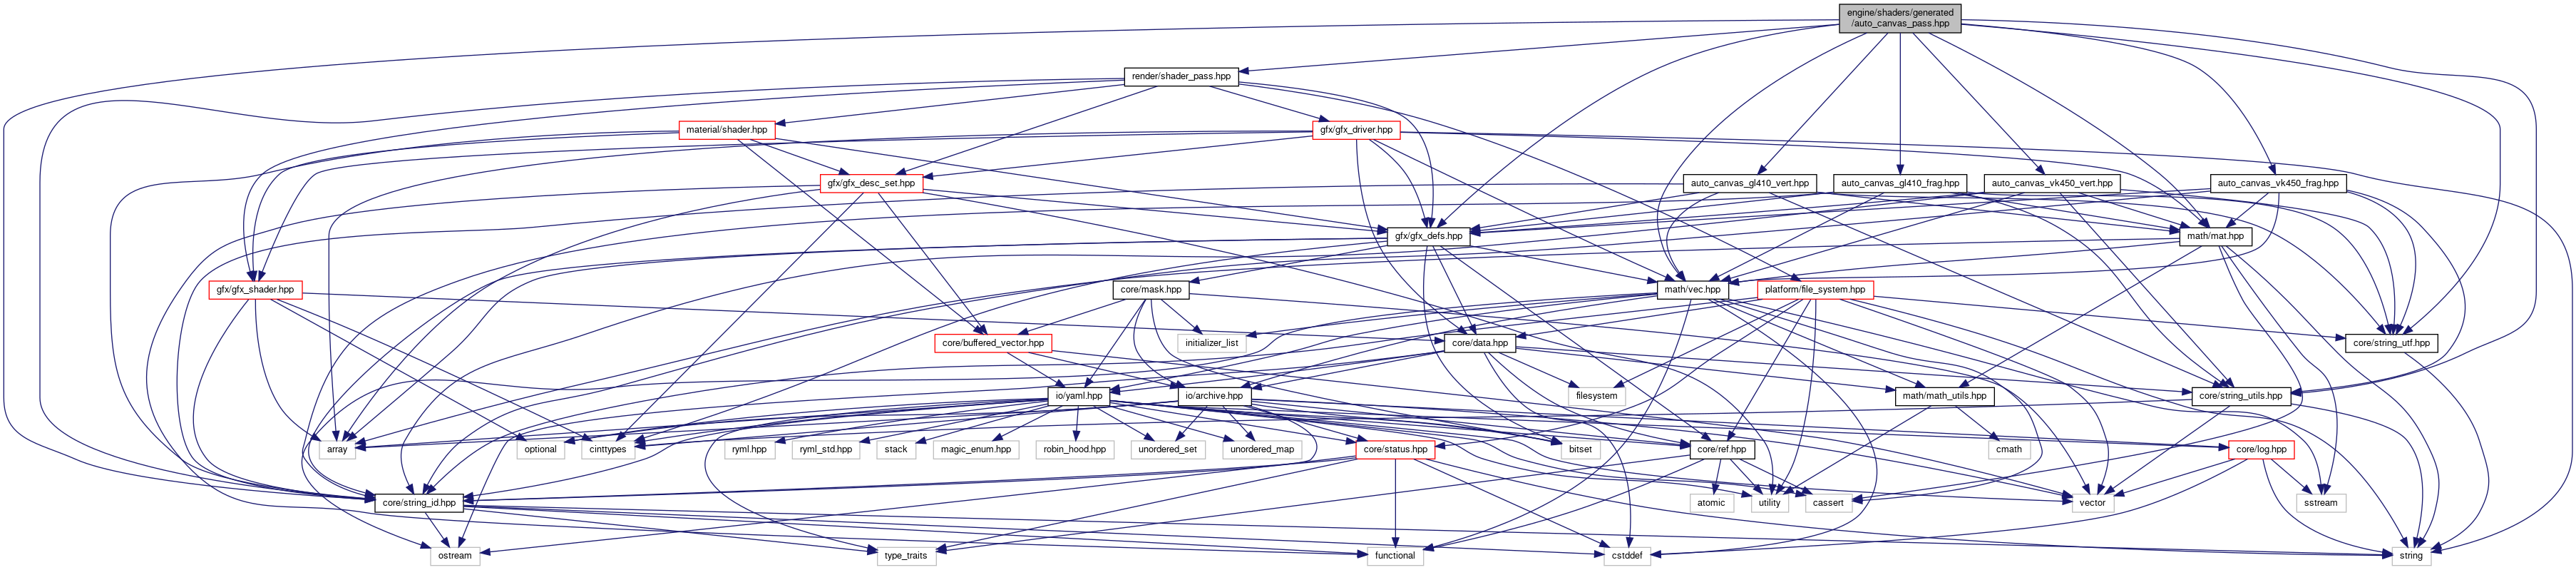 engine/shaders/generated
/auto_canvas_pass.hpp
render/shader_pass.hpp
material/shader.hpp
gfx/gfx_driver.hpp
gfx/gfx_desc_set.hpp
auto_canvas_gl410_vert.hpp
auto_canvas_gl410_frag.hpp
auto_canvas_vk450_vert.hpp
auto_canvas_vk450_frag.hpp
gfx/gfx_defs.hpp
math/mat.hpp
gfx/gfx_shader.hpp
core/mask.hpp
math/vec.hpp
platform/file_system.hpp
core/buffered_vector.hpp
initializer_list
core/data.hpp
core/string_utf.hpp
io/yaml.hpp
io/archive.hpp
filesystem
math/math_utils.hpp
core/string_utils.hpp
array
optional
cinttypes
ryml.hpp
ryml_std.hpp
stack
magic_enum.hpp
robin_hood.hpp
unordered_set
unordered_map
core/status.hpp
bitset
core/ref.hpp
cmath
core/log.hpp
core/string_id.hpp
atomic
utility
cassert
vector
sstream
ostream
type_traits
functional
cstddef
string